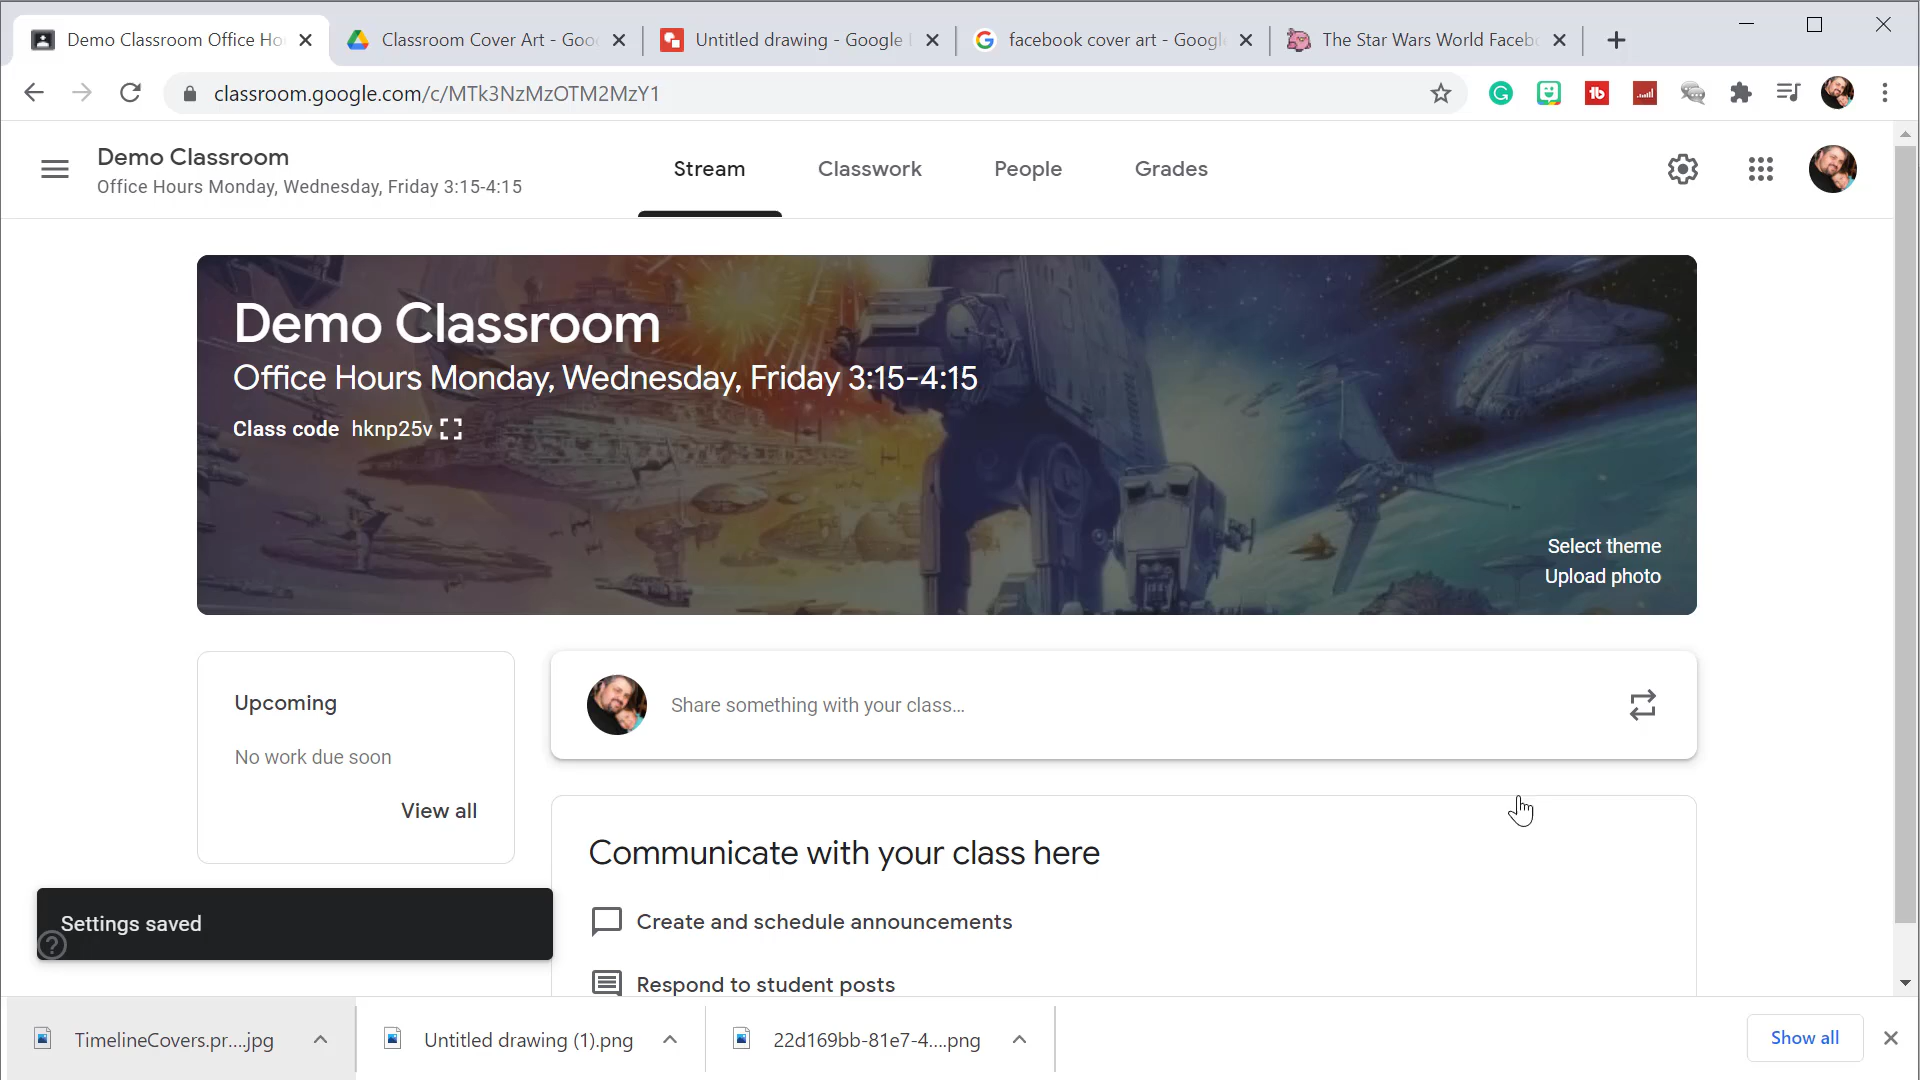 Demo Classroom Office Ho
Classroom Cover Art - Goo
Untitled drawing - Google
facebook cover art - Googl
The Star Wars World Faceb
classroom.google.com/c/MTk3NzMzOTM2MzY1
Demo Classroom
Office Hours Monday, Wednesday, Friday 3:15-4:15
Stream
Classwork
People
Grades
Demo Classroom
Office Hours Monday, Wednesday, Friday 3:15-4:15
Class code hknp25v
Select theme
Upload photo
Upcoming
No work due soon
View all
Share something with your class...
Communicate with your class here
Create and schedule announcements
Respond to student posts
Settings saved
TimelineCovers.pr....jpg
Untitled drawing (1).png
22d169bb-81e7-4....png
Show all